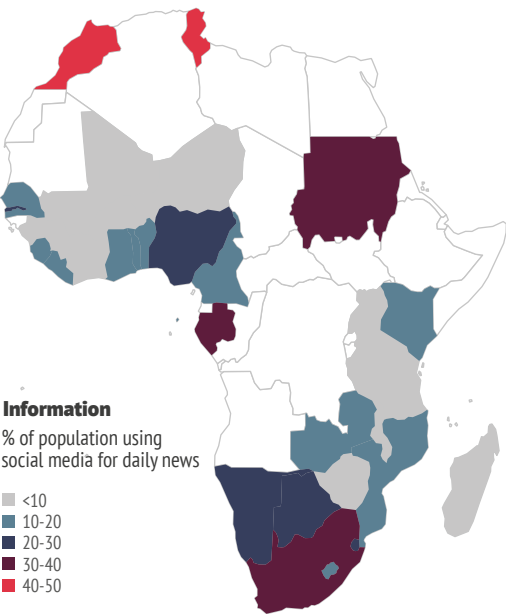 Information
% of population using
social media for daily news
<10
10-20
20-30
30-40
40-50